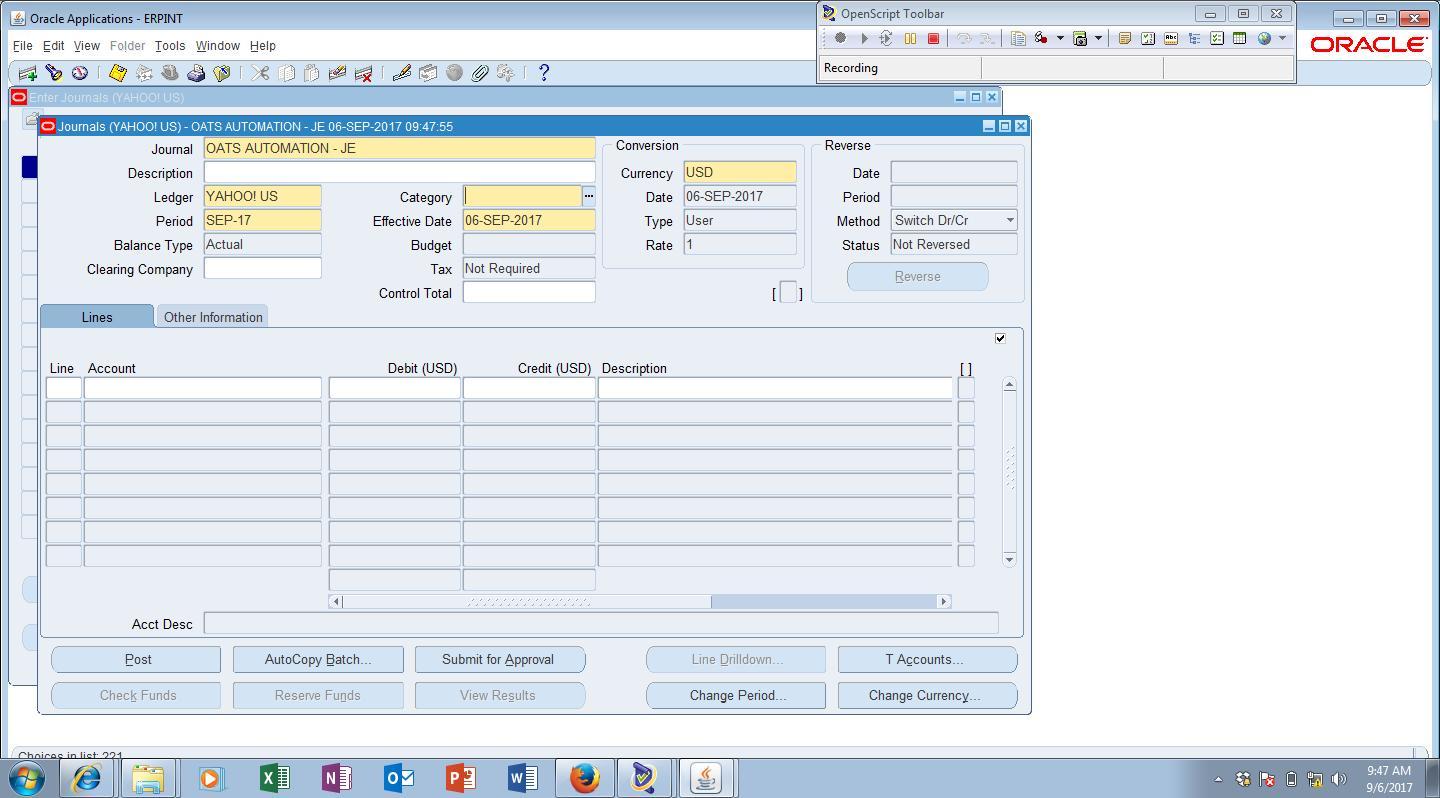 Oracle Applications - ERPINT
OpenScript Toolbar
File Edit View Folder Tools Window Help
ORACLE
Recording
Enter Journals (YAHOO! US)
Journals (YAHOO! US) - OATS AUTOMATION - JE 06-SEP-2017 09:47:55
Journal OATS AUTOMATION - JE
Conversion
Reverse
Description
Currency USD
Date
Ledger YAHOO! US
Category
Date 06-SEP-2017
Period
Period SEP-17
Effective Date 06-SEP-2017
Type User
Method Switch Dr/Cr
Balance Type Actual
Budget
Rate 1
Status Not Reversed
Clearing Company
Tax Not Required
Reverse
Control Total
[ ]
Lines Other Information
Line Account Debit (USD) Credit (USD) Description [ ]
Acct Desc
Post AutoCopy Batch... Submit for Approval Line Drilldown... T Accounts...
Check Funds Reserve Funds View Results Change Period... Change Currency...
Choices in list: 221
9:47 AM
9/6/2017